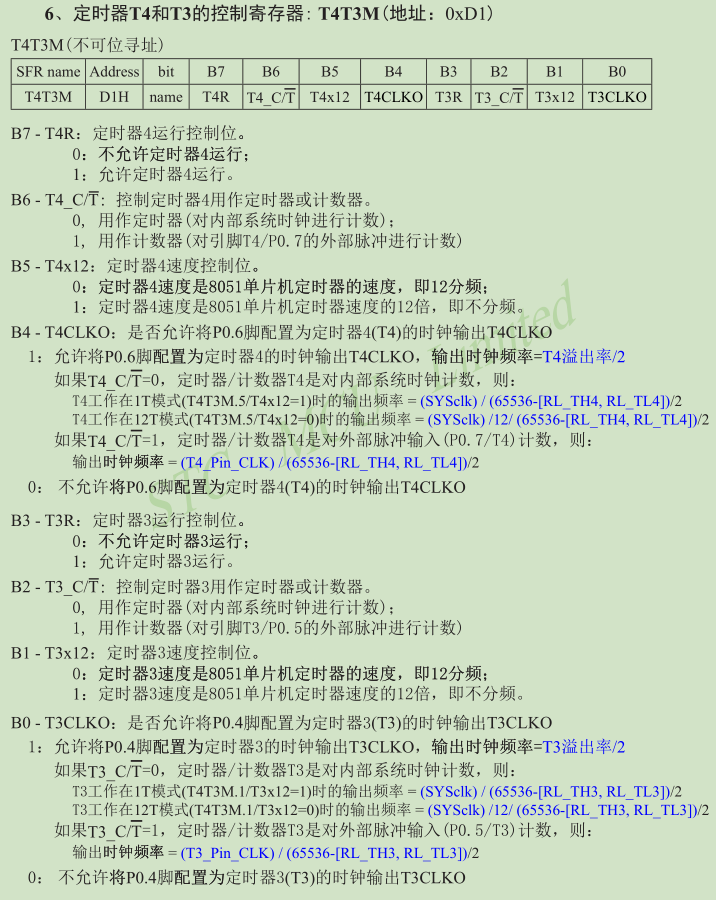 6、定时器T4和T3的控制寄存器: T4T3M(地址：0xD1)
T4T3M(不可位寻址)
SFR name Address bit B7 B6 B5 B4 B3 B2 B1 B0
T4T3M D1H name T4R T4_C/T̅ T4x12 T4CLKO T3R T3_C/T̅ T3x12 T3CLKO
B7 - T4R：定时器4运行控制位。
0：不允许定时器4运行；
1：允许定时器4运行。
B6 - T4_C/T̅：控制定时器4用作定时器或计数器。
0，用作定时器(对内部系统时钟进行计数)；
1，用作计数器(对引脚T4/P0.7的外部脉冲进行计数)
B5 - T4x12：定时器4速度控制位。
0：定时器4速度是8051单片机定时器的速度，即12分频；
1：定时器4速度是8051单片机定时器速度的12倍，即不分频。
B4 - T4CLKO：是否允许将P0.6脚配置为定时器4(T4)的时钟输出T4CLKO
1：允许将P0.6脚配置为定时器4的时钟输出T4CLKO，输出时钟频率=T4溢出率/2
如果T4_C/T̅=0，定时器/计数器T4是对内部系统时钟计数，则：
T4工作在1T模式(T4T3M.5/T4x12=1)时的输出频率 = (SYSclk) / (65536-[RL_TH4, RL_TL4])/2
T4工作在12T模式(T4T3M.5/T4x12=0)时的输出频率 = (SYSclk) /12/ (65536-[RL_TH4, RL_TL4])/2
如果T4_C/T̅=1，定时器/计数器T4是对外部脉冲输入(P0.7/T4)计数，则：
输出时钟频率 = (T4_Pin_CLK) / (65536-[RL_TH4, RL_TL4])/2
0： 不允许将P0.6脚配置为定时器4(T4)的时钟输出T4CLKO
B3 - T3R：定时器3运行控制位。
0：不允许定时器3运行；
1：允许定时器3运行。
B2 - T3_C/T̅：控制定时器3用作定时器或计数器。
0，用作定时器(对内部系统时钟进行计数)；
1，用作计数器(对引脚T3/P0.5的外部脉冲进行计数)
B1 - T3x12：定时器3速度控制位。
0：定时器3速度是8051单片机定时器的速度，即12分频；
1：定时器3速度是8051单片机定时器速度的12倍，即不分频。
B0 - T3CLKO：是否允许将P0.4脚配置为定时器3(T3)的时钟输出T3CLKO
1：允许将P0.4脚配置为定时器3的时钟输出T3CLKO，输出时钟频率=T3溢出率/2
如果T3_C/T̅=0，定时器/计数器T3是对内部系统时钟计数，则：
T3工作在1T模式(T4T3M.1/T3x12=1)时的输出频率 = (SYSclk) / (65536-[RL_TH3, RL_TL3])/2
T3工作在12T模式(T4T3M.1/T3x12=0)时的输出频率 = (SYSclk) /12/ (65536-[RL_TH3, RL_TL3])/2
如果T3_C/T̅=1，定时器/计数器T3是对外部脉冲输入(P0.5/T3)计数，则：
输出时钟频率 = (T3_Pin_CLK) / (65536-[RL_TH3, RL_TL3])/2
0： 不允许将P0.4脚配置为定时器3(T3)的时钟输出T3CLKO
STC MCU Limited